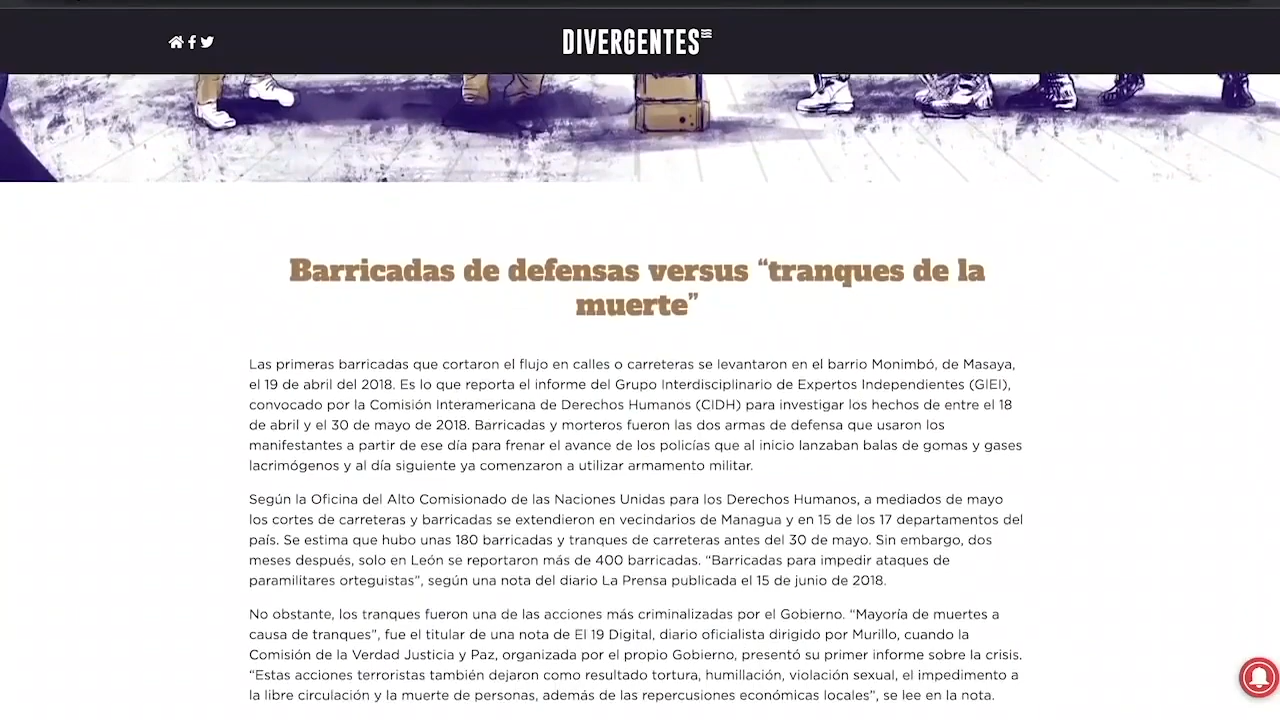 DIVERGENTES
Barricadas de defensas versus “tranques de la
muerte”
Las primeras barricadas que cortaron el flujo en calles o carreteras se levantaron en el barrio Monimbó, de Masaya,
el 19 de abril del 2018. Es lo que reporta el informe del Grupo Interdisciplinario de Expertos Independientes (GIEI),
convocado por la Comisión Interamericana de Derechos Humanos (CIDH) para investigar los hechos de entre el 18
de abril y el 30 de mayo de 2018. Barricadas y morteros fueron las dos armas de defensa que usaron los
manifestantes a partir de ese día para frenar el avance de los policías que al inicio lanzaban balas de gomas y gases
lacrimógenos y al día siguiente ya comenzaron a utilizar armamento militar.
Según la Oficina del Alto Comisionado de las Naciones Unidas para los Derechos Humanos, a mediados de mayo
los cortes de carreteras y barricadas se extendieron en vecindarios de Managua y en 15 de los 17 departamentos del
país. Se estima que hubo unas 180 barricadas y tranques de carreteras antes del 30 de mayo. Sin embargo, dos
meses después, solo en León se reportaron más de 400 barricadas. “Barricadas para impedir ataques de
paramilitares orteguistas”, según una nota del diario La Prensa publicada el 15 de junio de 2018.
No obstante, los tranques fueron una de las acciones más criminalizadas por el Gobierno. “Mayoría de muertes a
causa de tranques”, fue el titular de una nota de El 19 Digital, diario oficialista dirigido por Murillo, cuando la
Comisión de la Verdad Justicia y Paz, organizada por el propio Gobierno, presentó su primer informe sobre la crisis.
“Estas acciones terroristas también dejaron como resultado tortura, humillación, violación sexual, el impedimento a
la libre circulación y la muerte de personas, además de las repercusiones económicas locales”, se lee en la nota.